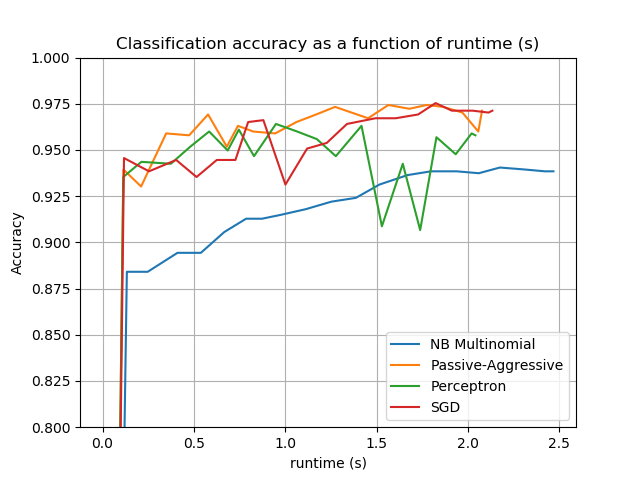 Classification accuracy as a function of runtime (s)
1.000
0.975
0.950
0.925
0.900
0.875
0.850
0.825
0.800
Accuracy
NB Multinomial
Passive-Aggressive
Perceptron
SGD
0.0 0.5 1.0 1.5 2.0 2.5
runtime (s)